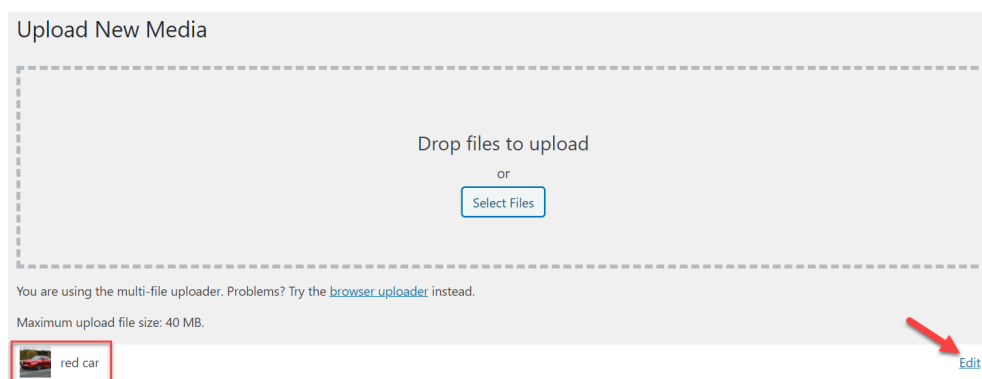 Upload New Media
Drop files to upload
or
Select Files
You are using the multi-file uploader. Problems? Try the browser uploader instead.
Maximum upload file size: 40 MB.
red car
Edit